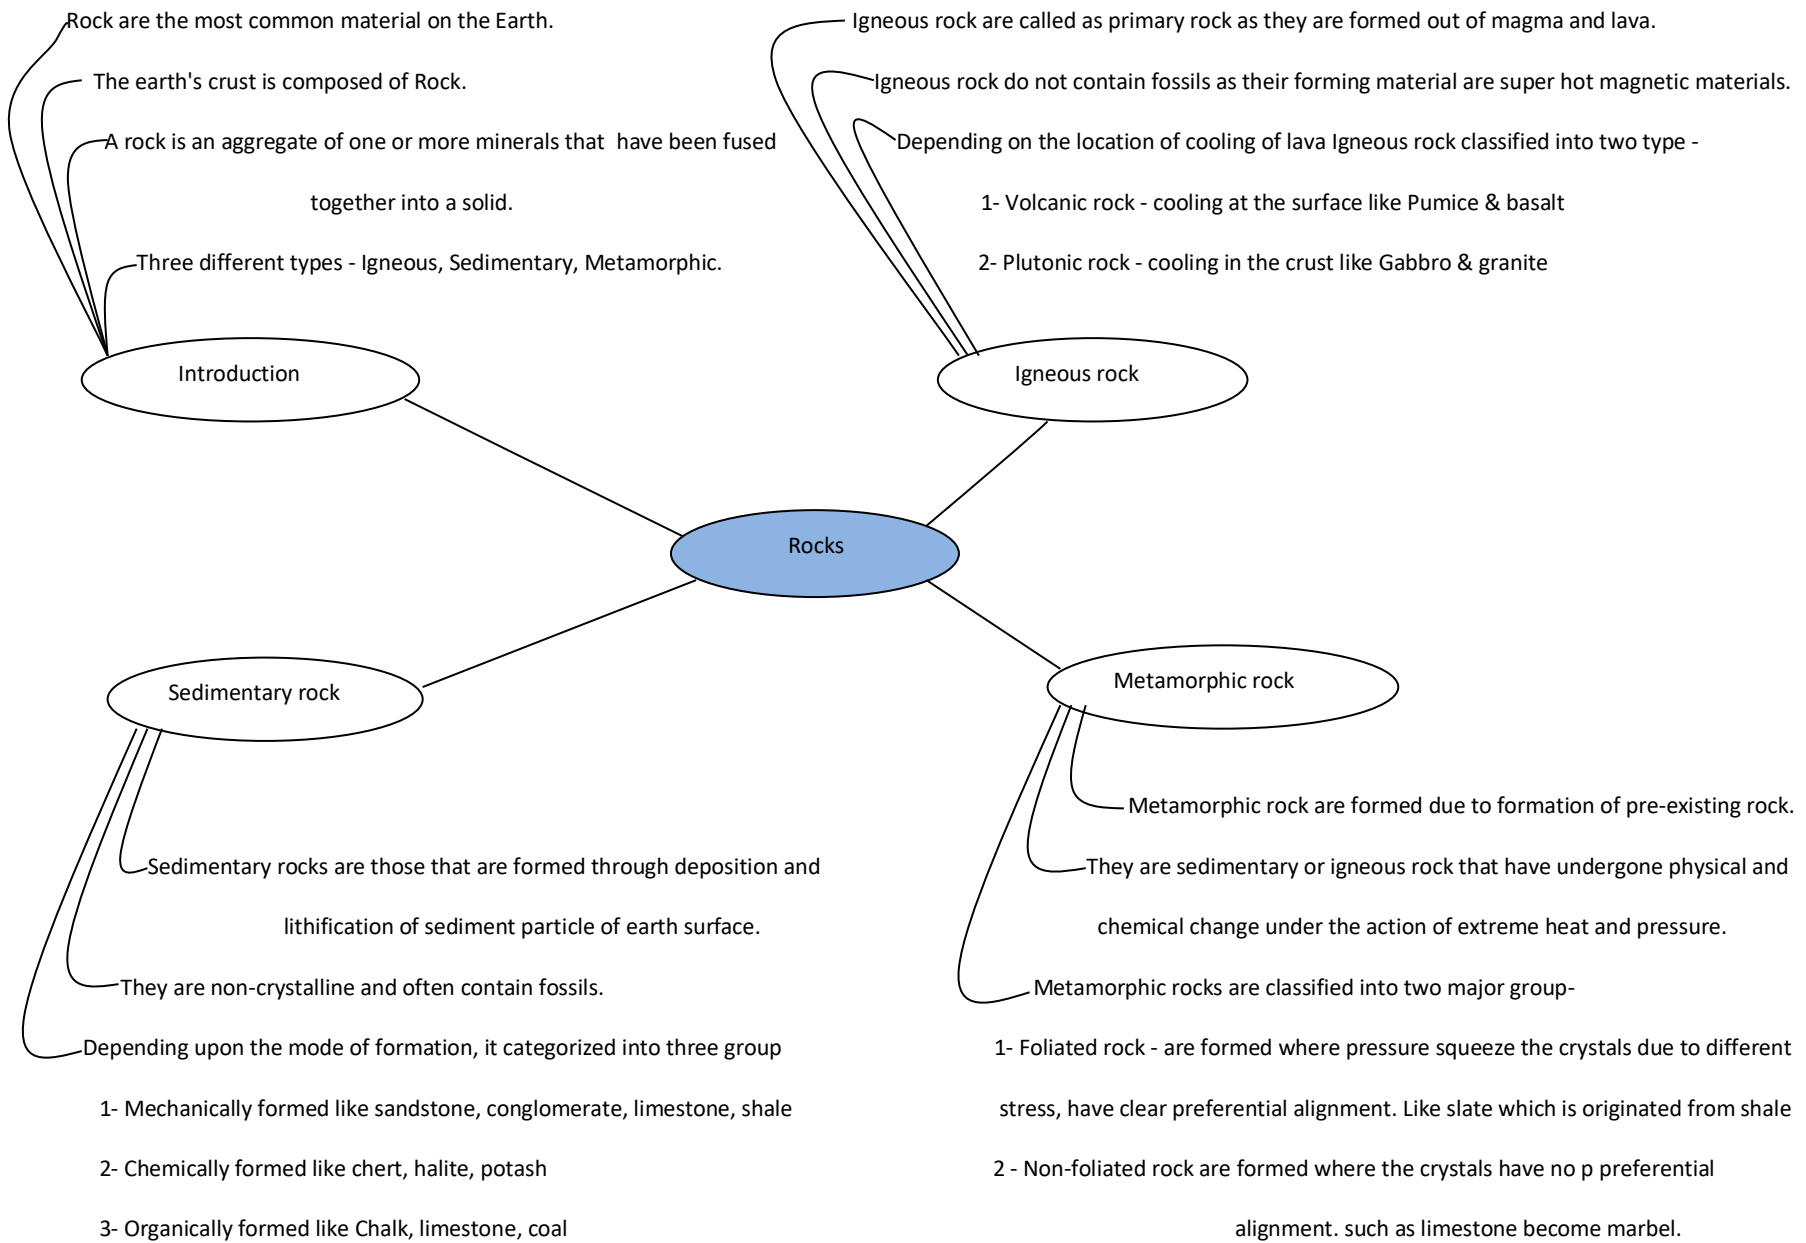 Rock are the most common material on the Earth.
The earth's crust is composed of Rock.
A rock is an aggregate of one or more minerals that have been fused
together into a solid.
Three different types - Igneous, Sedimentary, Metamorphic.
Introduction
Igneous rock are called as primary rock as they are formed out of magma and lava.
Igneous rock do not contain fossils as their forming material are super hot magnetic materials.
Depending on the location of cooling of lava Igneous rock classified into two type -
1- Volcanic rock - cooling at the surface like Pumice & basalt
2- Plutonic rock - cooling in the crust like Gabbro & granite
Igneous rock
Rocks
Sedimentary rock
Sedimentary rocks are those that are formed through deposition and
lithification of sediment particle of earth surface.
They are non-crystalline and often contain fossils.
Depending upon the mode of formation, it categorized into three group
1- Mechanically formed like sandstone, conglomerate, limestone, shale
2- Chemically formed like chert, halite, potash
3- Organically formed like Chalk, limestone, coal
Metamorphic rock
Metamorphic rock are formed due to formation of pre-existing rock.
They are sedimentary or igneous rock that have undergone physical and
chemical change under the action of extreme heat and pressure.
Metamorphic rocks are classified into two major group-
1- Foliated rock - are formed where pressure squeeze the crystals due to different
stress, have clear preferential alignment. Like slate which is originated from shale
2 - Non-foliated rock are formed where the crystals have no p preferential
alignment. such as limestone become marbel.